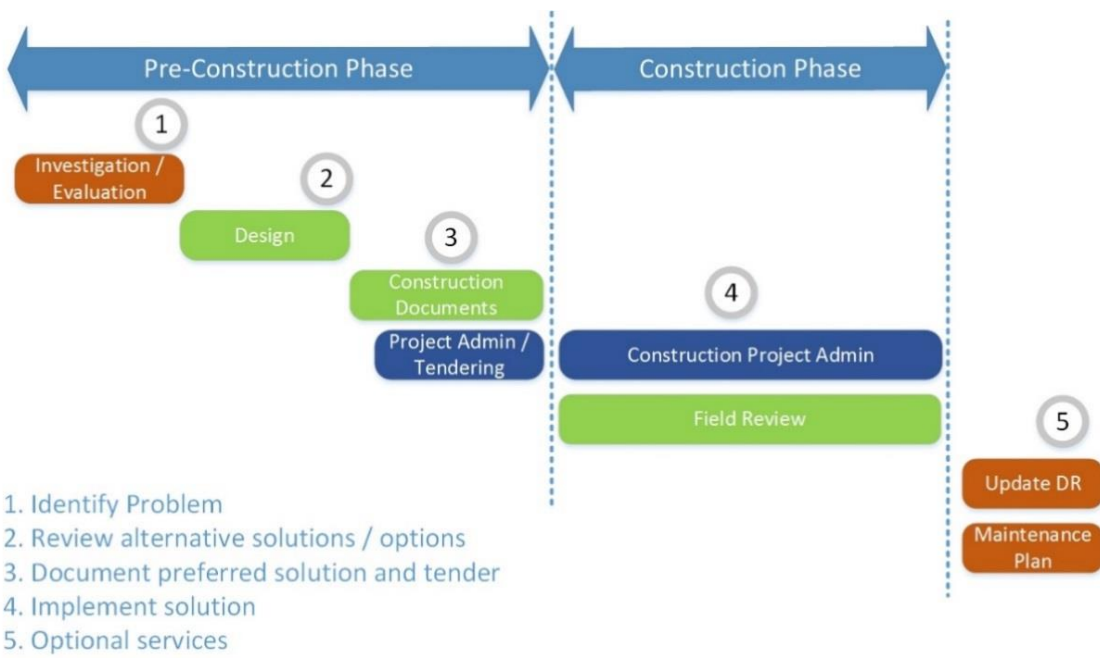 Pre-Construction Phase
Construction Phase
1
Investigation /
Evaluation
2
Design
3
Construction
Documents
Project Admin /
Tendering
4
Construction Project Admin
Field Review
5
Update DR
Maintenance
Plan
1. Identify Problem
2. Review alternative solutions / options
3. Document preferred solution and tender
4. Implement solution
5. Optional services